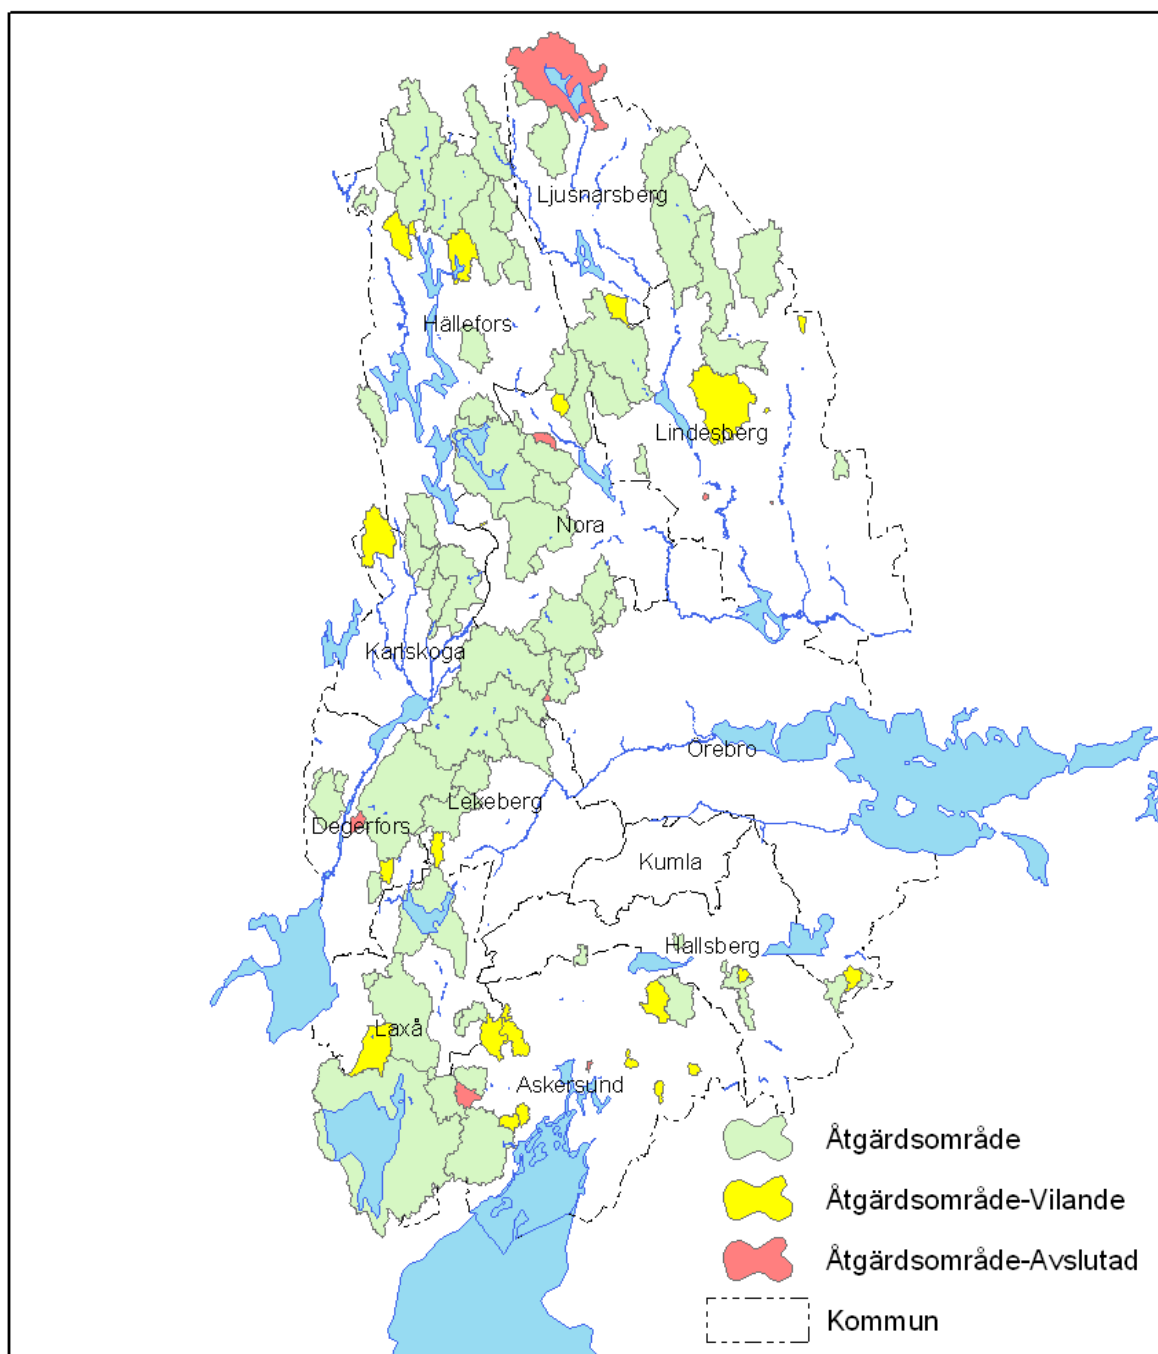 Ljusnarsberg
Hällefors
Lindesberg
Nora
Karlskoga
Örebro
Lekeberg
Degerfors
Kumla
Hallsberg
Laxå
Askersund
Åtgärdsområde
Åtgärdsområde-Vilande
Åtgärdsområde-Avslutad
Kommun